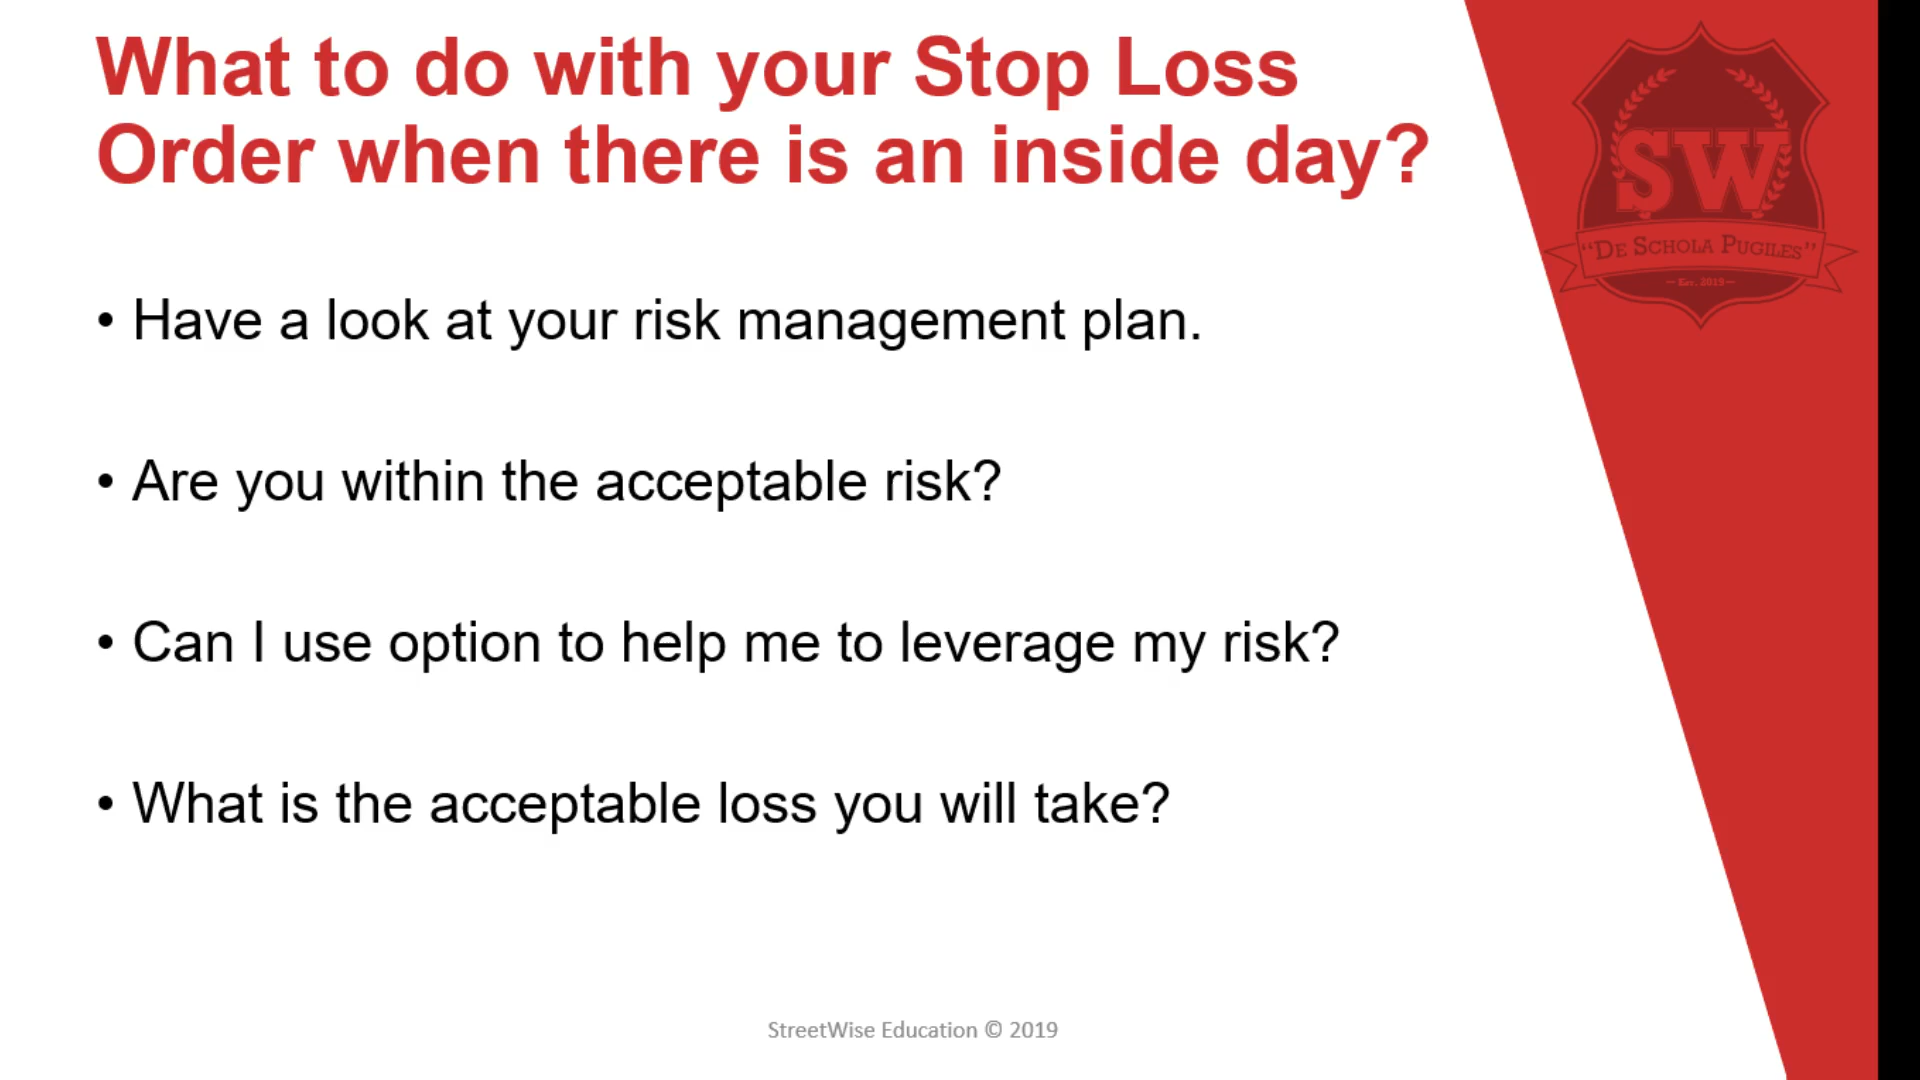 What to do with your Stop Loss
Order when there is an inside day?
SW
“De Schola Pugiles”
Est. 2019
• Have a look at your risk management plan.
• Are you within the acceptable risk?
• Can I use option to help me to leverage my risk?
• What is the acceptable loss you will take?
StreetWise Education © 2019